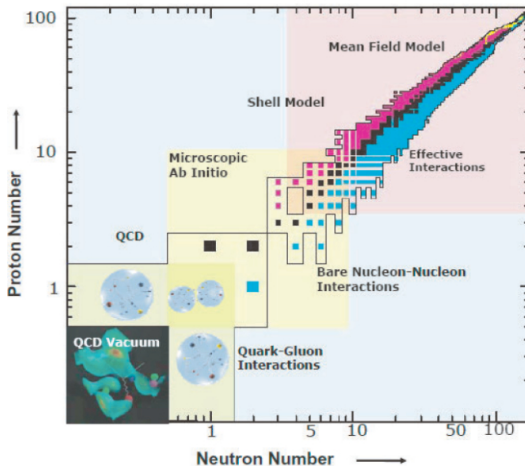 100
Mean Field Model
Shell Model
10
Microscopic
Ab Initio
Effective
Interactions
QCD
Bare Nucleon-Nucleon
Interactions
1
QCD Vacuum
Quark-Gluon
Interactions
Proton Number
1
5
10
50
100
Neutron Number